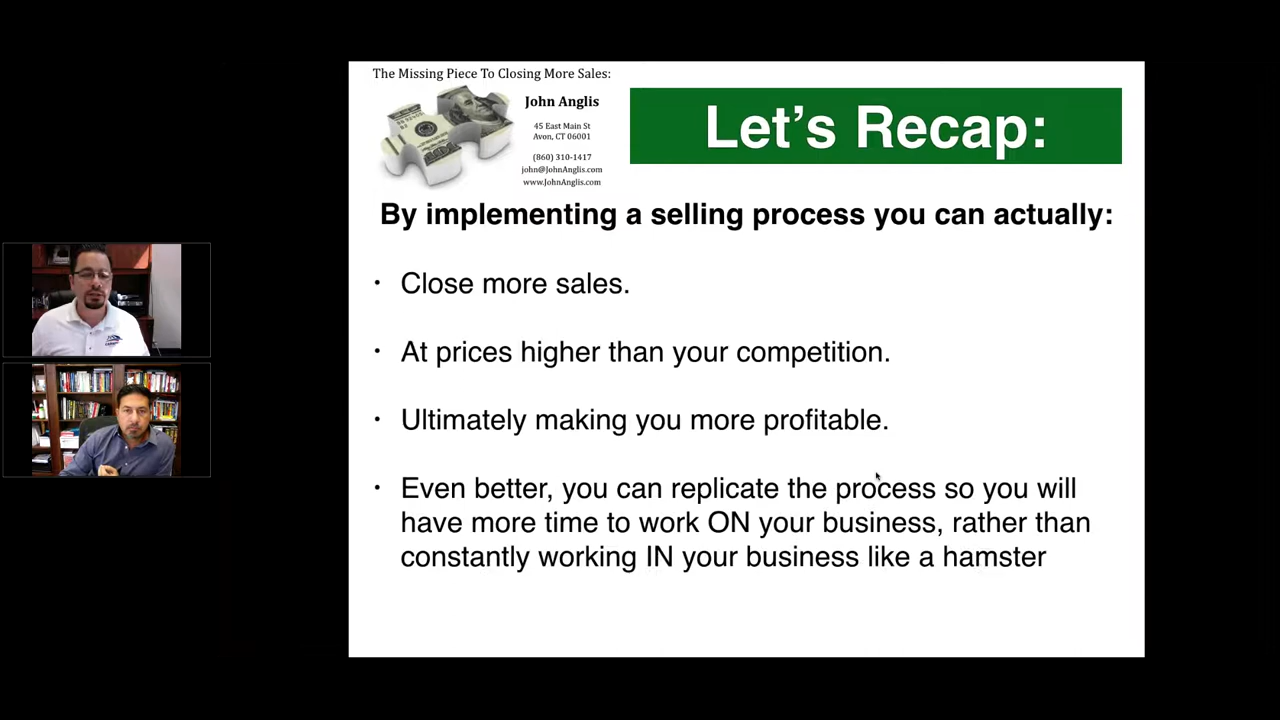 The Missing Piece To Closing More Sales:
John Anglis
45 East Main St
Avon, CT 06001
(860) 310-1417
john@JohnAnglis.com
www.JohnAnglis.com
Let's Recap:
By implementing a selling process you can actually:
• Close more sales.
• At prices higher than your competition.
• Ultimately making you more profitable.
• Even better, you can replicate the process so you will
have more time to work ON your business, rather than
constantly working IN your business like a hamster